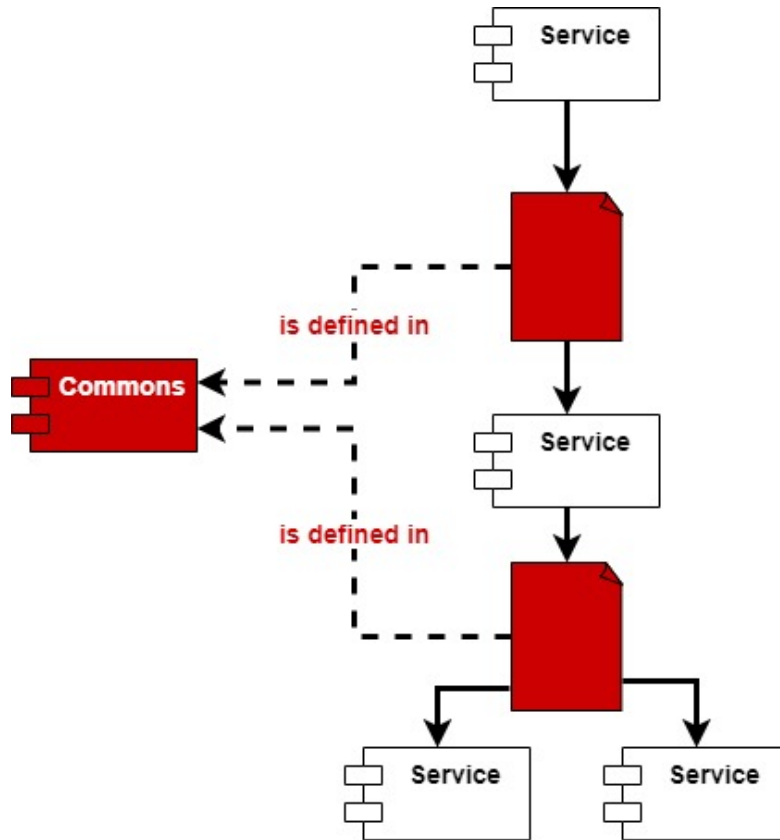 Service
is defined in
Commons
Service
is defined in
Service
Service